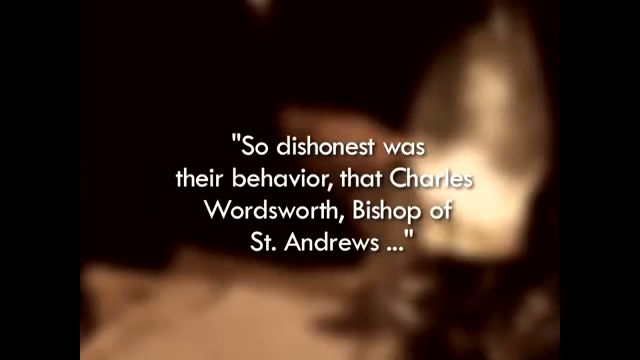 "So dishonest was
their behavior, that Charles
Wordsworth, Bishop of
St. Andrews ..."